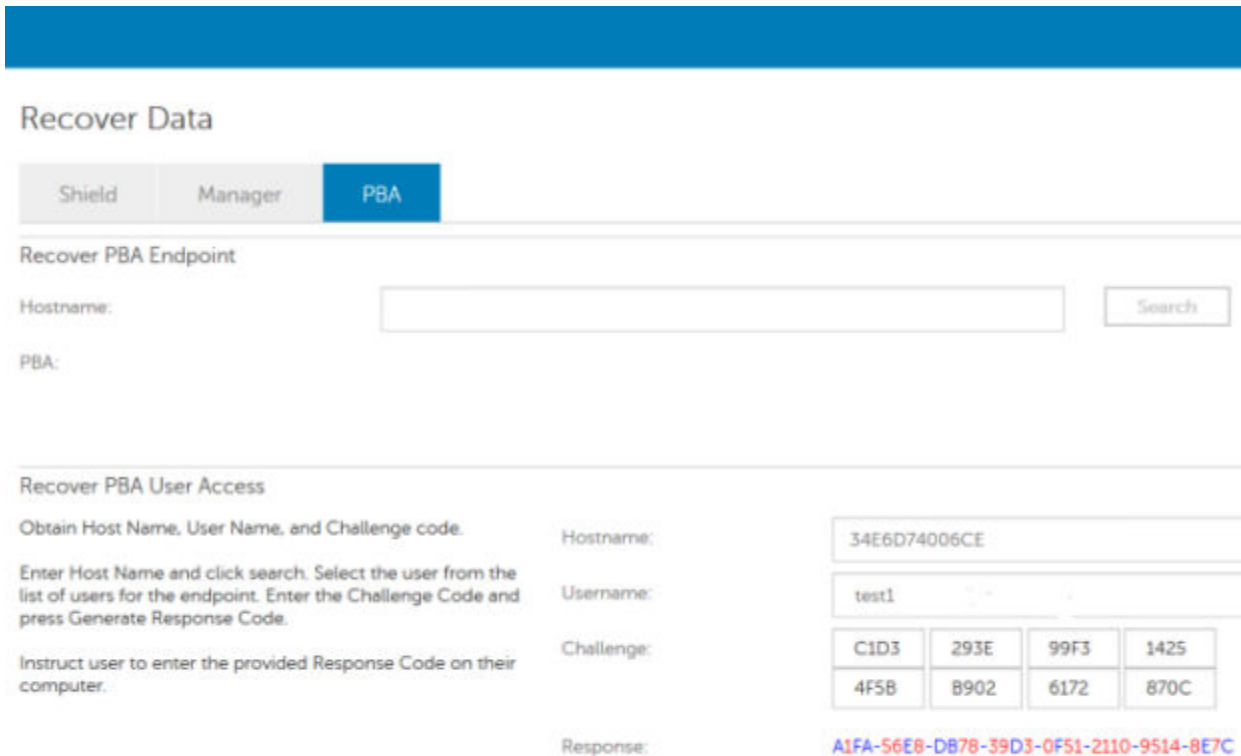 Recover Data
Shield Manager PBA
Recover PBA Endpoint
Hostname:
Search
PBA:
Recover PBA User Access
Obtain Host Name, User Name, and Challenge code.
Enter Host Name and click search. Select the user from the
list of users for the endpoint. Enter the Challenge Code and
press Generate Response Code.
Instruct user to enter the provided Response Code on their
computer.
Hostname: 34E6D74006CE
Username: test1
Challenge: C1D3 293E 99F3 1425
4F5B B902 6172 870C
Response: A1FA-56E8-DB78-39D3-0F51-2110-9514-8E7C